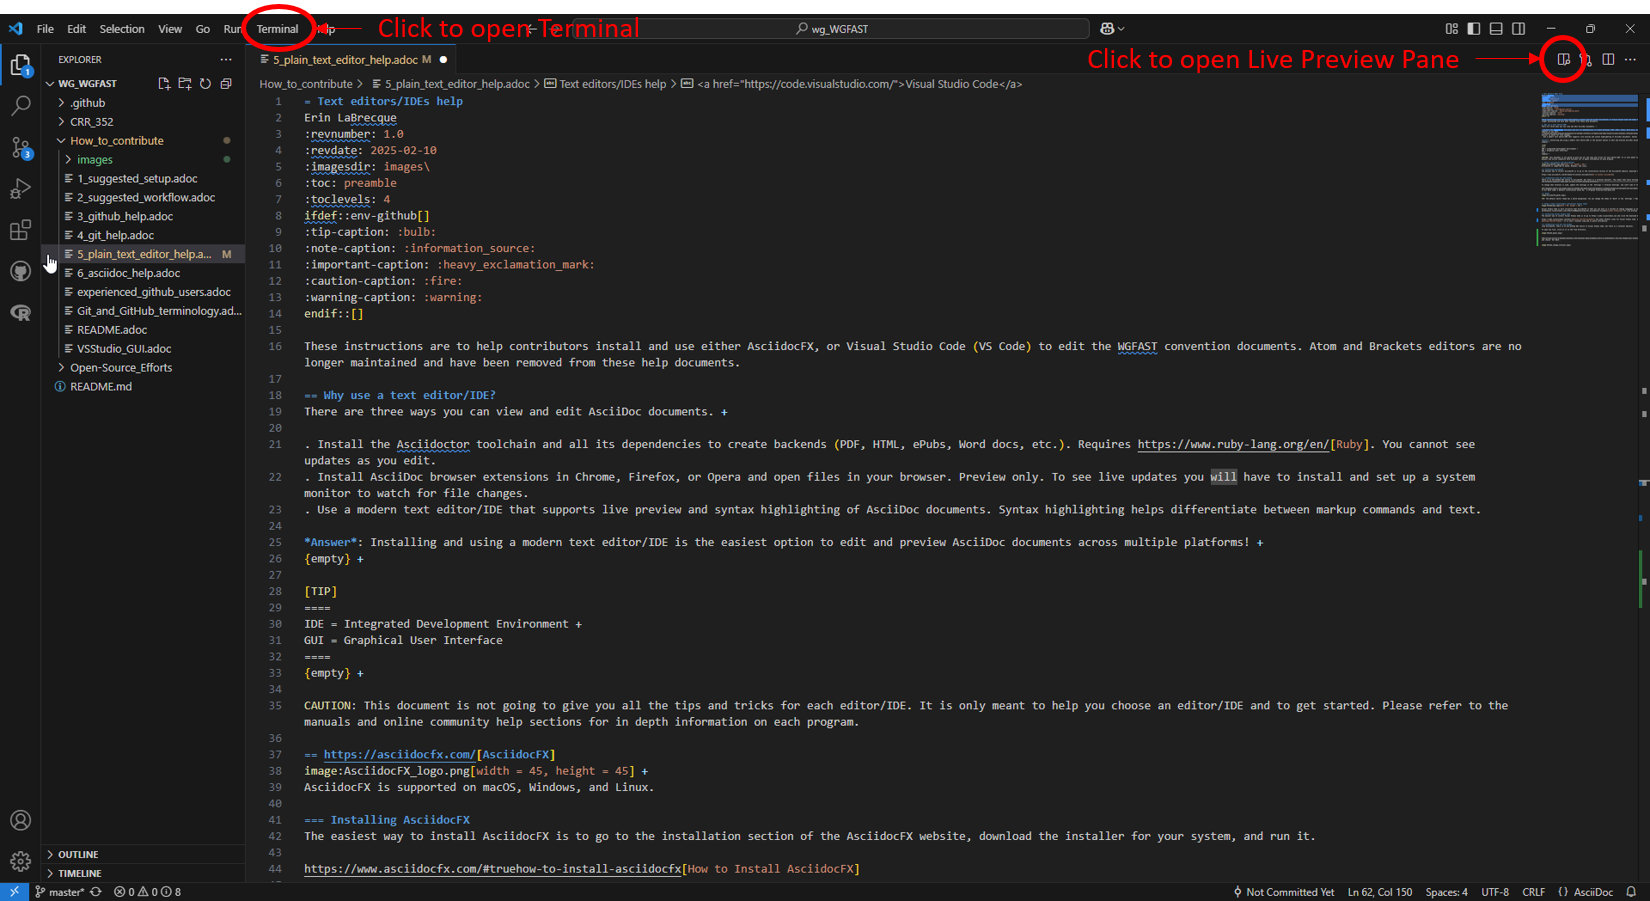 File Edit Selection View Go Run Terminal wg_WGFAST
Click to open Terminal
EXPLORER
5_plain_text_editor_help.adoc M
Click to open Live Preview Pane
WG_WGFAST
How_to_contribute > 5_plain_text_editor_help.adoc > Text editors/IDEs help > <a href="https://code.visualstudio.com/">Visual Studio Code</a>
.github
CRR_352
How_to_contribute
images
1_suggested_setup.adoc
2_suggested_workflow.adoc
3_github_help.adoc
4_git_help.adoc
5_plain_text_editor_help.a... M
6_asciidoc_help.adoc
experienced_github_users.adoc
Git_and_GitHub_terminology.ad...
README.adoc
VSStudio_GUI.adoc
Open-Source_Efforts
README.md
1
3
OUTLINE
TIMELINE
1 = Text editors/IDEs help
2 Erin LaBrecque
3 :revnumber: 1.0
4 :revdate: 2025-02-10
5 :imagesdir: images\
6 :toc: preamble
7 :toclevels: 4
8 ifdef::env-github[]
9 :tip-caption: :bulb:
10 :note-caption: :information_source:
11 :important-caption: :heavy_exclamation_mark:
12 :caution-caption: :fire:
13 :warning-caption: :warning:
14 endif::[]
15
16 These instructions are to help contributors install and use either AsciidocFX, or Visual Studio Code (VS Code) to edit the WGFAST convention documents. Atom and Brackets editors are no
longer maintained and have been removed from these help documents.
17
18 == Why use a text editor/IDE?
19 There are three ways you can view and edit AsciiDoc documents. +
20
21 . Install the Asciidoctor toolchain and all its dependencies to create backends (PDF, HTML, ePubs, Word docs, etc.). Requires https://www.ruby-lang.org/en/[Ruby]. You cannot see
updates as you edit.
22 . Install AsciiDoc browser extensions in Chrome, Firefox, or Opera and open files in your browser. Preview only. To see live updates you will have to install and set up a system
monitor to watch for file changes.
23 . Use a modern text editor/IDE that supports live preview and syntax highlighting of AsciiDoc documents. Syntax highlighting helps differentiate between markup commands and text.
24
25 *Answer*: Installing and using a modern text editor/IDE is the easiest option to edit and preview AsciiDoc documents across multiple platforms! +
26 {empty} +
27
28 [TIP]
29 ====
30 IDE = Integrated Development Environment +
31 GUI = Graphical User Interface
32 ====
33 {empty} +
34
35 CAUTION: This document is not going to give you all the tips and tricks for each editor/IDE. It is only meant to help you choose an editor/IDE and to get started. Please refer to the
manuals and online community help sections for in depth information on each program.
36
37 == https://asciidocfx.com/[AsciidocFX]
38 image:AsciidocFX_logo.png[width = 45, height = 45] +
39 AsciidocFX is supported on macOS, Windows, and Linux.
40
41 === Installing AsciidocFX
42 The easiest way to install AsciidocFX is to go to the installation section of the AsciidocFX website, download the installer for your system, and run it.
43
44 https://www.asciidocfx.com/#truehow-to-install-asciidocfx[How to Install AsciidocFX]
master* 0 0 8 Not Committed Yet Ln 62, Col 150 Spaces: 4 UTF-8 CRLF {} AsciiDoc